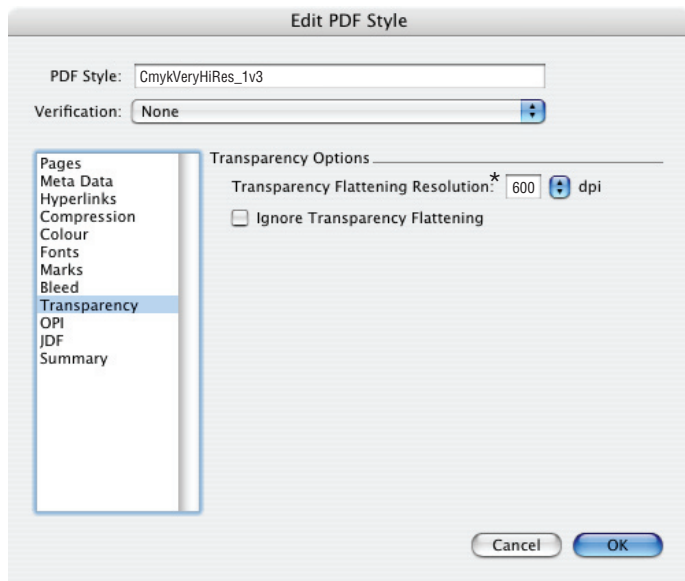 Edit PDF Style
PDF Style: CmykVeryHiRes_1v3
Verification: None
Pages
Meta Data
Hyperlinks
Compression
Colour
Fonts
Marks
Bleed
Transparency
OPI
JDF
Summary
Transparency Options
Transparency Flattening Resolution:* 600 dpi
Ignore Transparency Flattening
Cancel OK